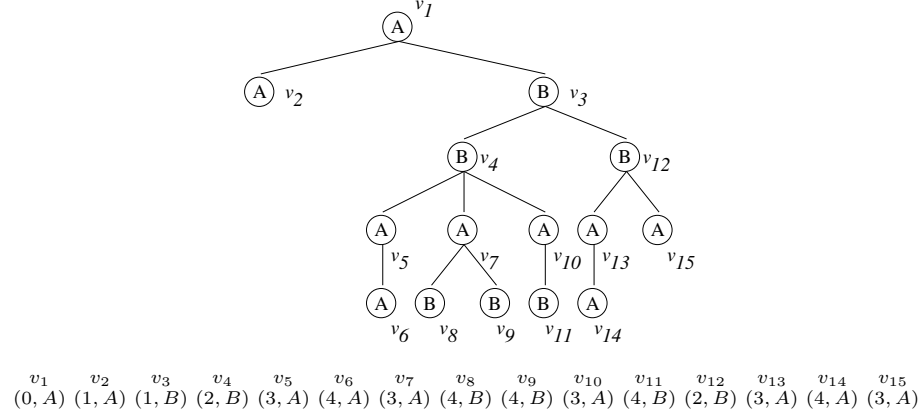 v1
A
A v2 B v3
B v4 B v12
A A A A A
v5 v7 v10 v13 v15
A B B B A
v6 v8 v9 v11 v14
v1 v2 v3 v4 v5 v6 v7 v8 v9 v10 v11 v12 v13 v14 v15
(0, A) (1, A) (1, B) (2, B) (3, A) (4, A) (3, A) (4, B) (4, B) (3, A) (4, B) (2, B) (3, A) (4, A) (3, A)